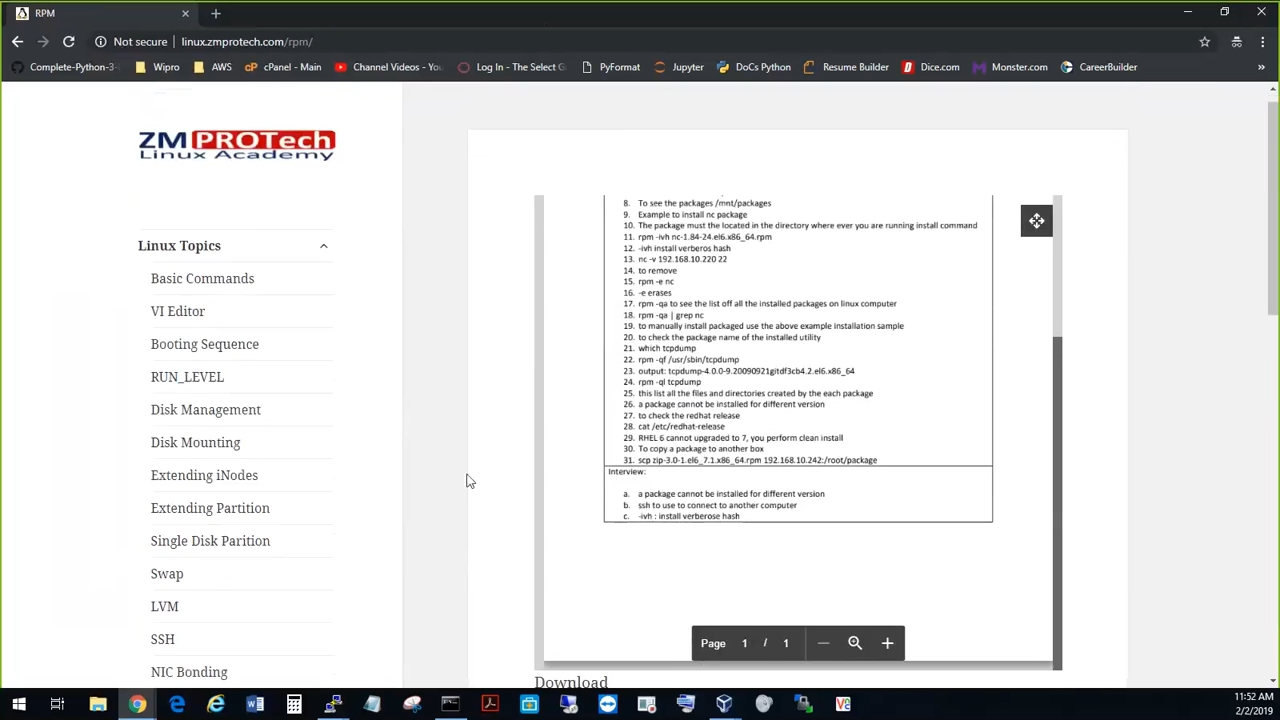 RPM
Not secure | linux.zmprotech.com/rpm/
Complete-Python-3- Wipro AWS cPanel - Main Channel Videos - You Log In - The Select G PyFormat Jupyter DoCs Python Resume Builder Dice.com Monster.com CareerBuilder »
ZM PROTech
Linux Academy
Linux Topics
Basic Commands
VI Editor
Booting Sequence
RUN_LEVEL
Disk Management
Disk Mounting
Extending iNodes
Extending Partition
Single Disk Parition
Swap
LVM
SSH
NIC Bonding
8. To see the packages /mnt/packages
9. Example to install nc package
10. The package must the located in the directory where ever you are running install command
11. rpm -ivh nc-1.84-24.el6.x86_64.rpm
12. -ivh install verberos hash
13. nc -v 192.168.10.220 22
14. to remove
15. rpm -e nc
16. -e erases
17. rpm -qa to see the list off all the installed packages on linux computer
18. rpm -qa | grep nc
19. to manually install packaged use the above example installation sample
20. to check the package name of the installed utility
21. which tcpdump
22. rpm -qf /usr/sbin/tcpdump
23. output: tcpdump-4.0.0-9.20090921gitdf3cb4.2.el6.x86_64
24. rpm -ql tcpdump
25. this list all the files and directories created by the each package
26. a package cannot be installed for different version
27. to check the redhat release
28. cat /etc/redhat-release
29. RHEL 6 cannot upgraded to 7, you perform clean install
30. To copy a package to another box
31. scp zip-3.0-1.el6_7.1.x86_64.rpm 192.168.10.242:/root/package
Interview:
a. a package cannot be installed for different version
b. ssh to use to connect to another computer
c. -ivh : install verberose hash
Page 1 / 1
Download
11:52 AM
2/2/2019